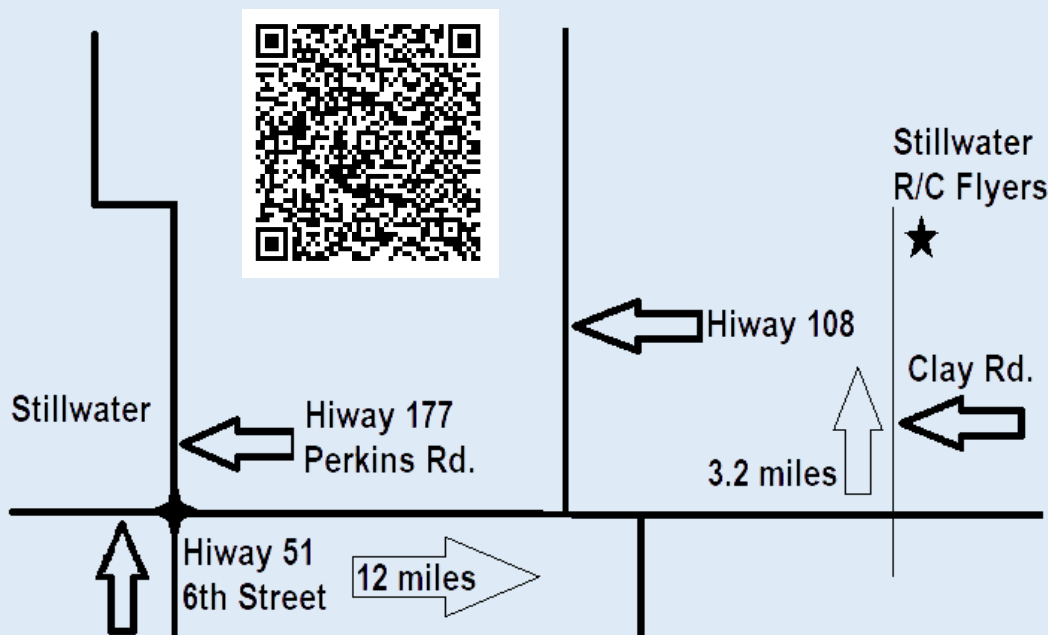 Stillwater
R/C Flyers
Hiway 108
Clay Rd.
Stillwater
Hiway 177
Perkins Rd.
3.2 miles
Hiway 51
6th Street
12 miles